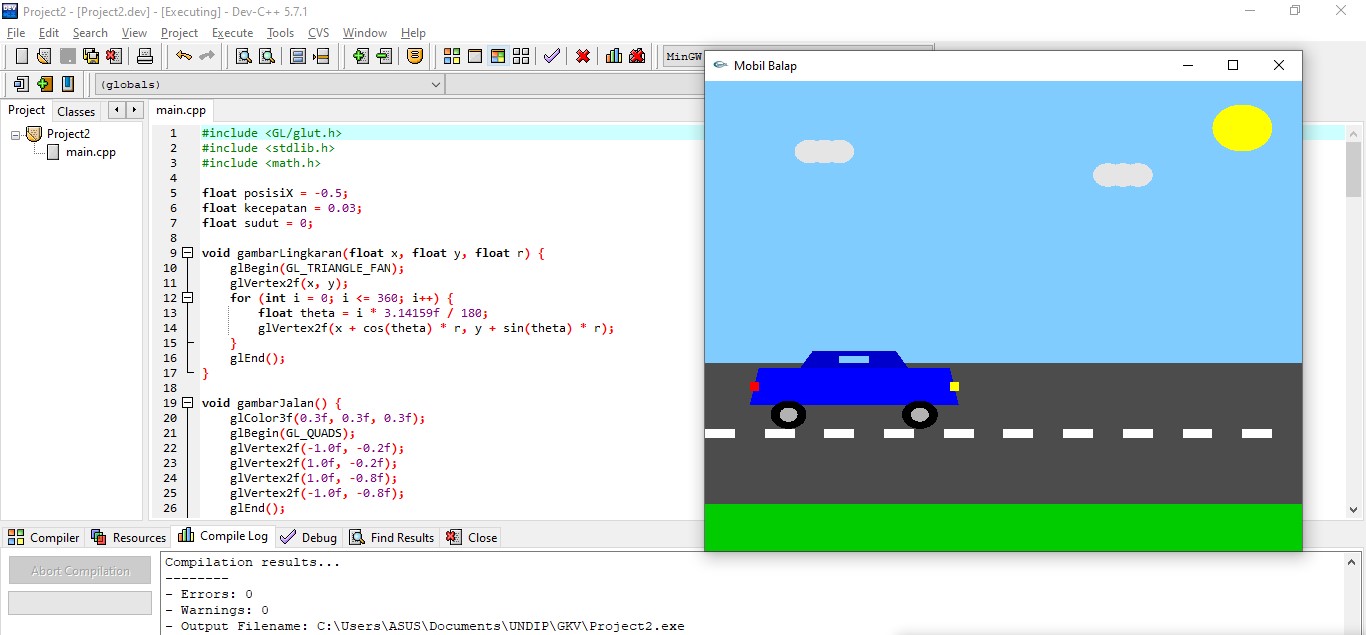 Project2 - [Project2.dev] - [Executing] - Dev-C++ 5.7.1
File Edit Search View Project Execute Tools CVS Window Help
MinGW
(globals)
Project Classes
Project2
main.cpp
main.cpp
1 #include <GL/glut.h>
2 #include <stdlib.h>
3 #include <math.h>
4
5 float posisiX = -0.5;
6 float kecepatan = 0.03;
7 float sudut = 0;
8
9 void gambarLingkaran(float x, float y, float r) {
10 glBegin(GL_TRIANGLE_FAN);
11 glVertex2f(x, y);
12 for (int i = 0; i <= 360; i++) {
13 float theta = i * 3.14159f / 180;
14 glVertex2f(x + cos(theta) * r, y + sin(theta) * r);
15 }
16 glEnd();
17 }
18
19 void gambarJalan() {
20 glColor3f(0.3f, 0.3f, 0.3f);
21 glBegin(GL_QUADS);
22 glVertex2f(-1.0f, -0.2f);
23 glVertex2f(1.0f, -0.2f);
24 glVertex2f(1.0f, -0.8f);
25 glVertex2f(-1.0f, -0.8f);
26 glEnd();
Mobil Balap
Compiler Resources Compile Log Debug Find Results Close
Abort Compilation
Compilation results...
--------
- Errors: 0
- Warnings: 0
- Output Filename: C:\Users\ASUS\Documents\UNDIP\GKV\Project2.exe